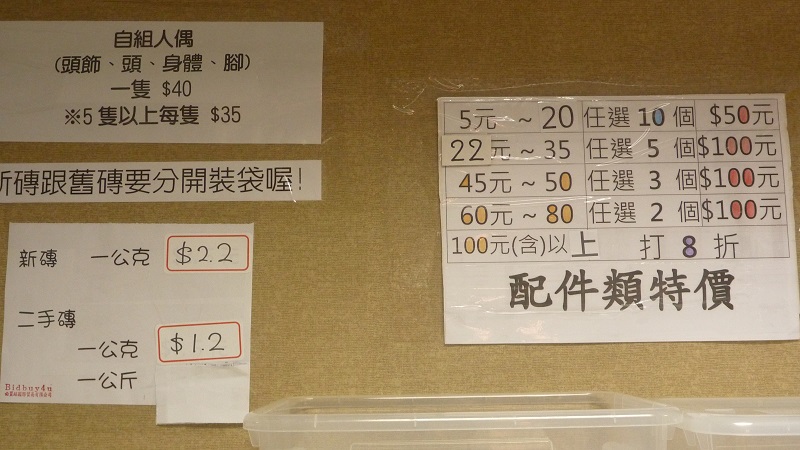 自組人偶
(頭飾、頭、身體、腳)
一隻 $40
※5 隻以上每隻 $35
新磚跟舊磚要分開裝袋喔!
新磚 一公克 $2.2
二手磚
一公克 $1.2
一公斤
Bidbuy4u
5元 ~ 20 任選 10 個 $50元
22元 ~ 35 任選 5 個 $100元
45元 ~ 50 任選 3 個 $100元
60元 ~ 80 任選 2 個 $100元
100元(含)以上 打 8 折
配件類特價